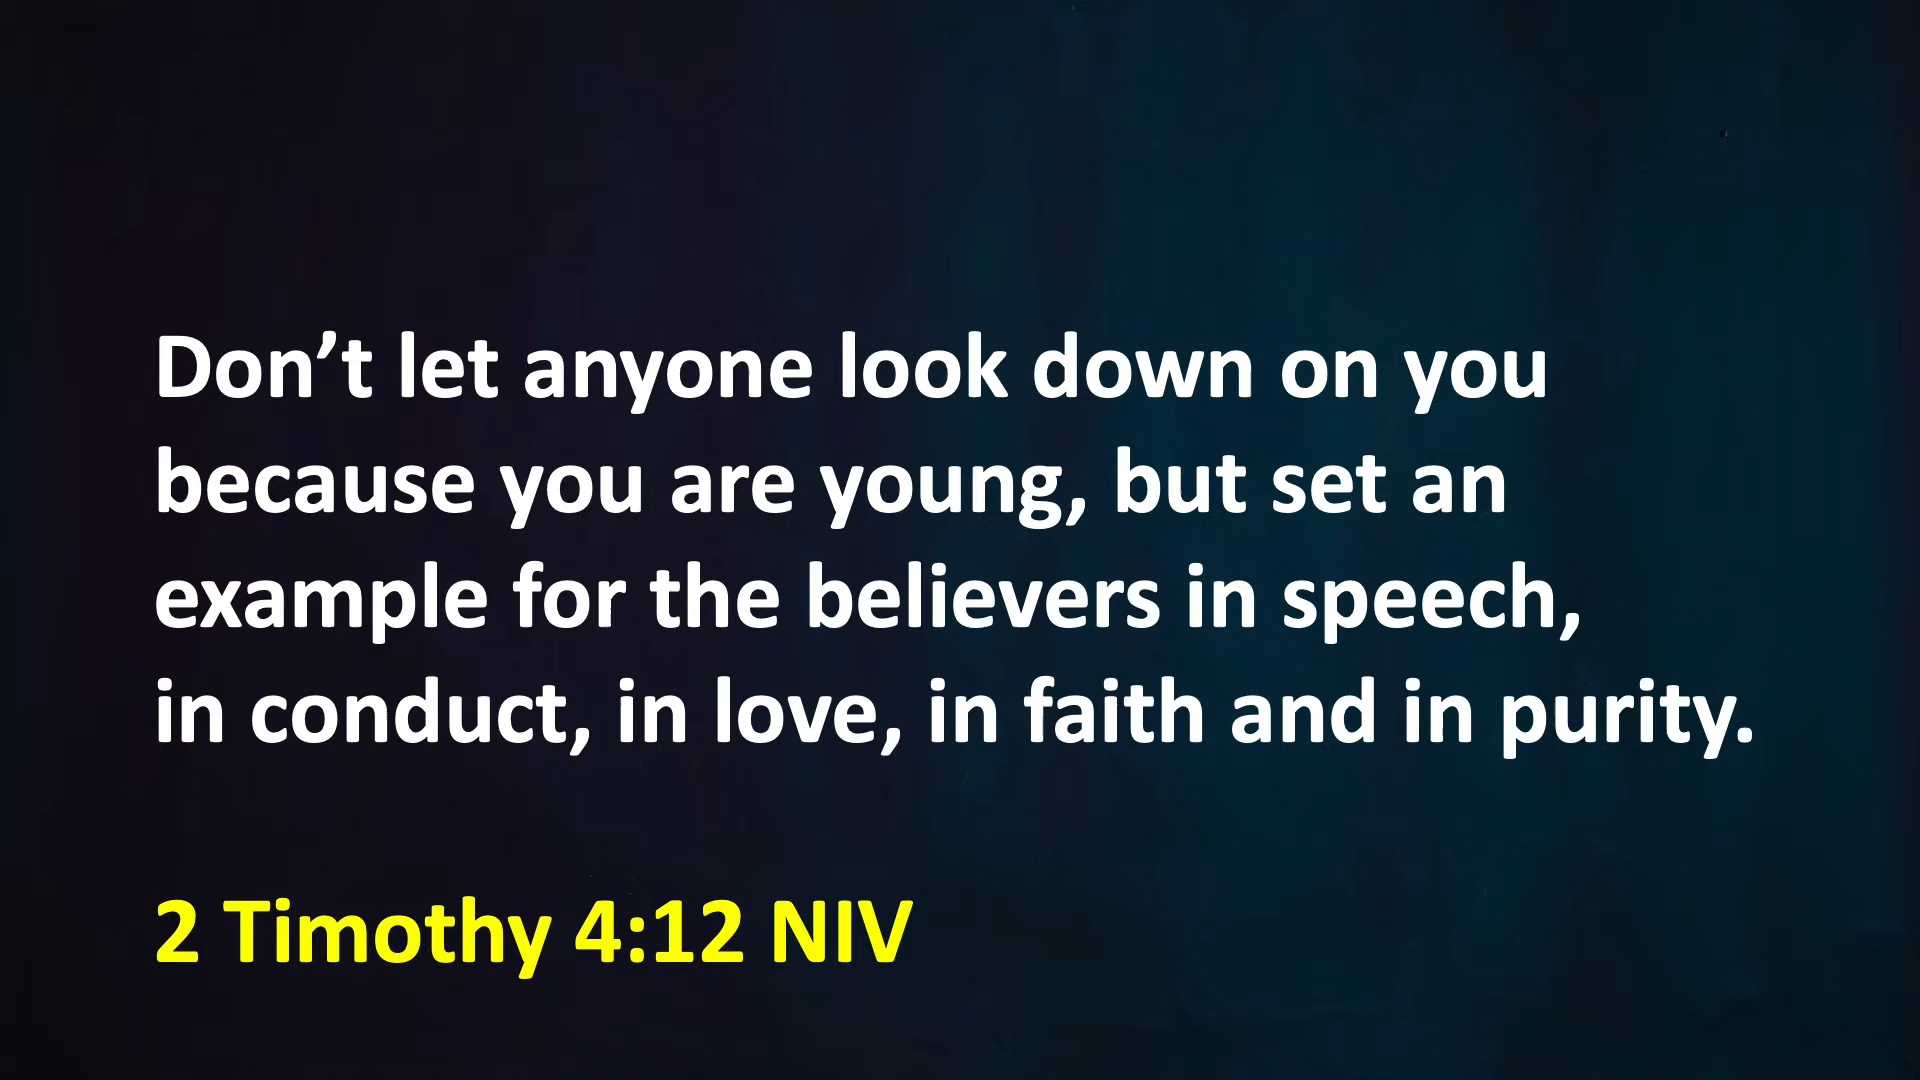 Don’t let anyone look down on you
because you are young, but set an
example for the believers in speech,
in conduct, in love, in faith and in purity.
2 Timothy 4:12 NIV